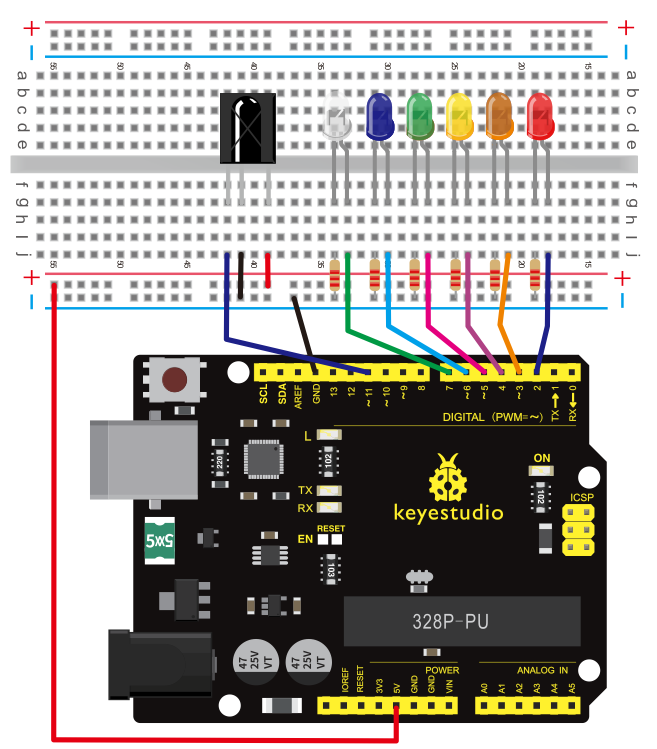 + +
− −
55 50 45 40 35 30 25 20 15
a a
b b
c c
d d
e e
f f
g g
h h
I I
j j
55 50 45 40 35 30 25 20 15
+ +
− −
SCL SDA AREF GND 13 12 ~11 ~10 ~9 8 7 ~6 ~5 4 ~3 2 TX→1 RX←0
DIGITAL (PWM=~)
220
L
102
TX
RX
ON
102
ICSP
keyestudio
RESET
EN
103
5X5
328P-PU
47 25V VT
47 25V VT
POWER
ANALOG IN
IOREF RESET 3V3 5V GND GND VIN A0 A1 A2 A3 A4 A5